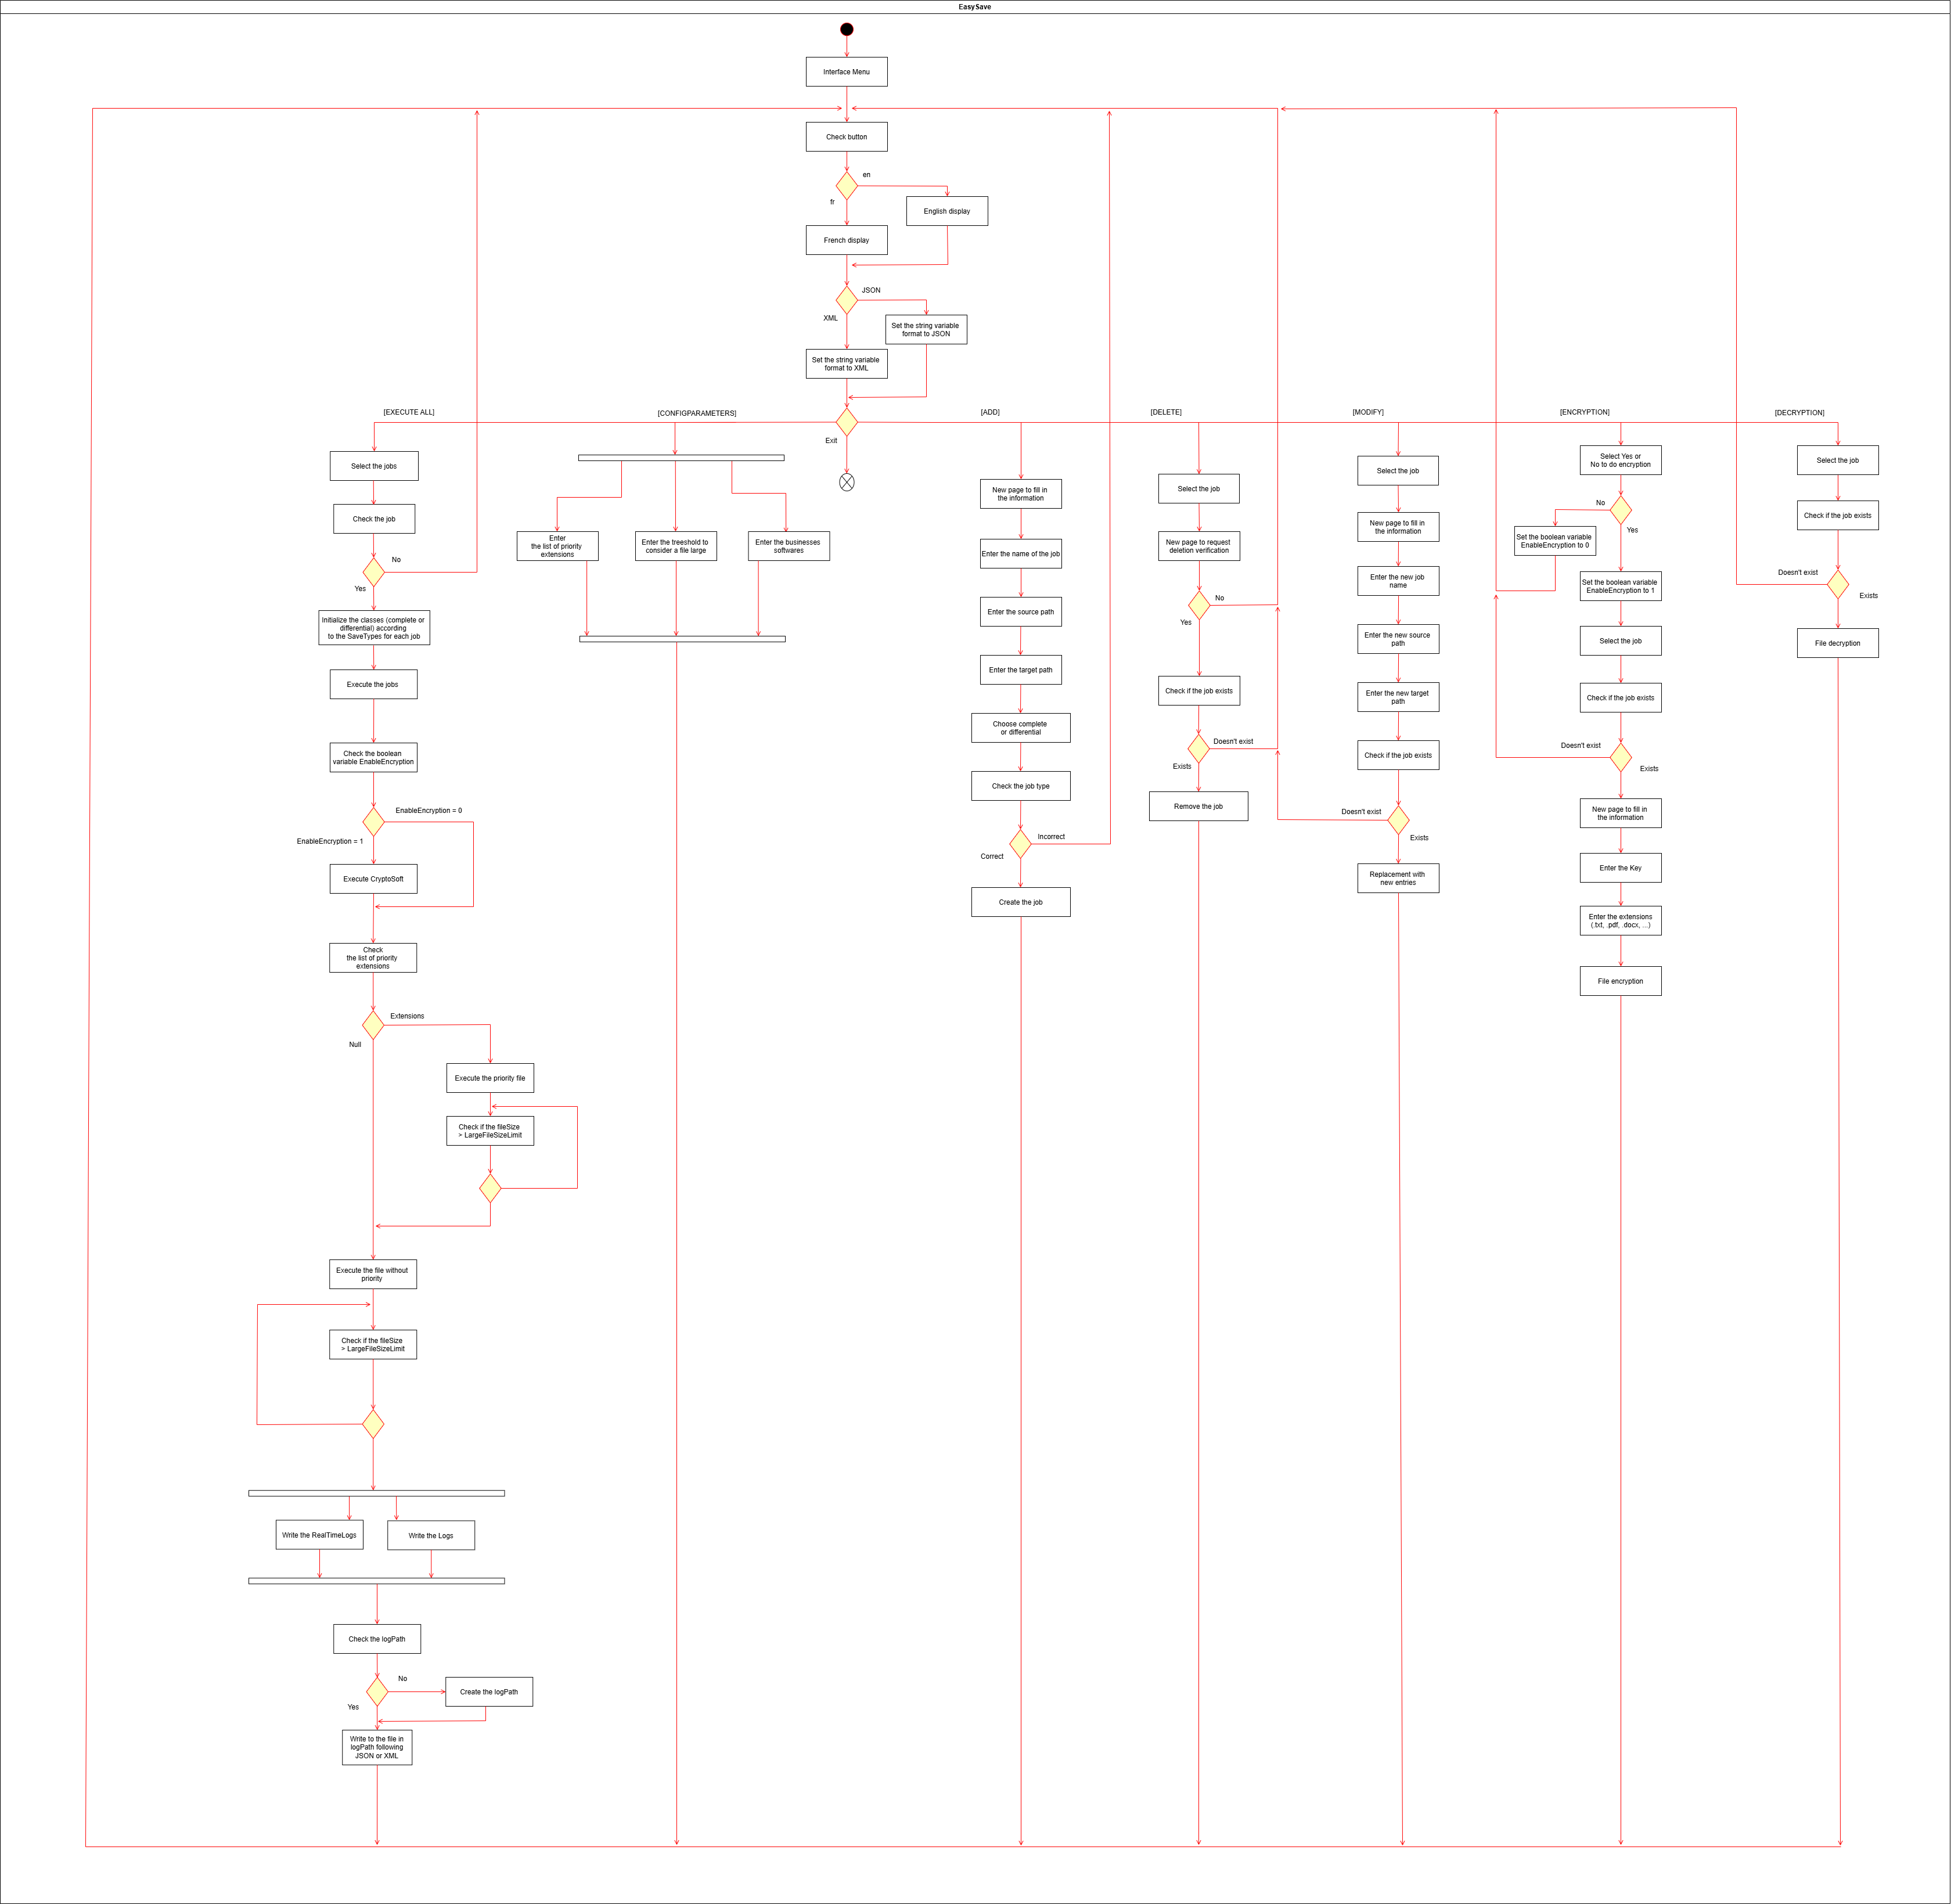 EasySave
Interface Menu
Check button
en
fr
English display
French display
JSON
XML
Set the string variable
format to JSON
Set the string variable
format to XML
[EXECUTE ALL]
[CONFIGPARAMETERS]
[ADD]
[DELETE]
[MODIFY]
[ENCRYPTION]
[DECRYPTION]
Exit
Select the jobs
Check the job
No
Yes
Initialize the classes (complete or
differential) according
to the SaveTypes for each job
Execute the jobs
Check the boolean
variable EnableEncryption
EnableEncryption = 0
EnableEncryption = 1
Execute CryptoSoft
Check
the list of priority
extensions
Extensions
Null
Execute the priority file
Check if the fileSize
> LargeFileSizeLimit
Execute the file without
priority
Check if the fileSize
> LargeFileSizeLimit
Write the RealTimeLogs
Write the Logs
Check the logPath
No
Yes
Create the logPath
Write to the file in
logPath following
JSON or XML
Enter
the list of priority
extensions
Enter the treeshold to
consider a file large
Enter the businesses
softwares
New page to fill in
the information
Enter the name of the job
Enter the source path
Enter the target path
Choose complete
or differential
Check the job type
Incorrect
Correct
Create the job
Select the job
New page to request
deletion verification
No
Yes
Check if the job exists
Doesn't exist
Exists
Remove the job
Select the job
New page to fill in
the information
Enter the new job
name
Enter the new source
path
Enter the new target
path
Check if the job exists
Doesn't exist
Exists
Replacement with
new entries
Select Yes or
No to do encryption
No
Yes
Set the boolean variable
EnableEncryption to 0
Set the boolean variable
EnableEncryption to 1
Select the job
Check if the job exists
Doesn't exist
Exists
New page to fill in
the information
Enter the Key
Enter the extensions
(.txt, .pdf, .docx, ...)
File encryption
Select the job
Check if the job exists
Doesn't exist
Exists
File decryption